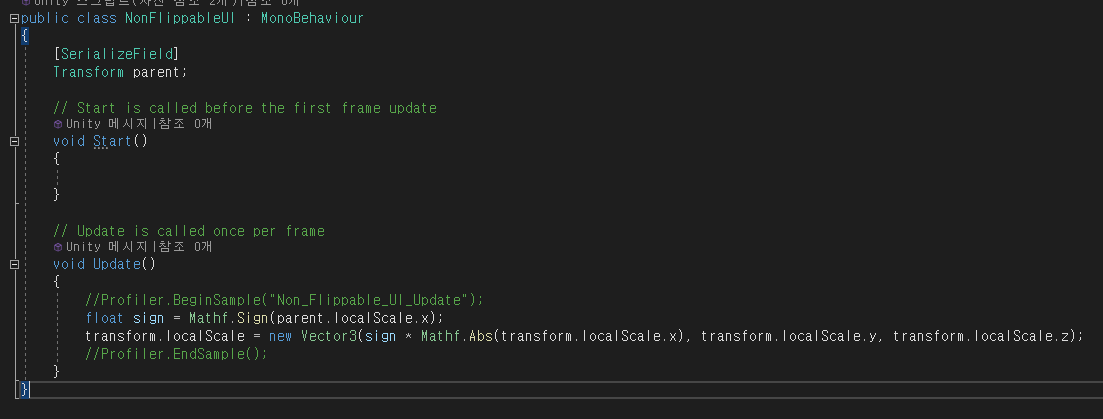 Unity 스크립트(자산 참조 2개)|참조 0개
public class NonFlippableUI : MonoBehaviour
{
[SerializeField]
Transform parent;
// Start is called before the first frame update
Unity 메시지|참조 0개
void Start()
{
}
// Update is called once per frame
Unity 메시지|참조 0개
void Update()
{
//Profiler.BeginSample("Non_Flippable_UI_Update");
float sign = Mathf.Sign(parent.localScale.x);
transform.localScale = new Vector3(sign * Mathf.Abs(transform.localScale.x), transform.localScale.y, transform.localScale.z);
//Profiler.EndSample();
}
}